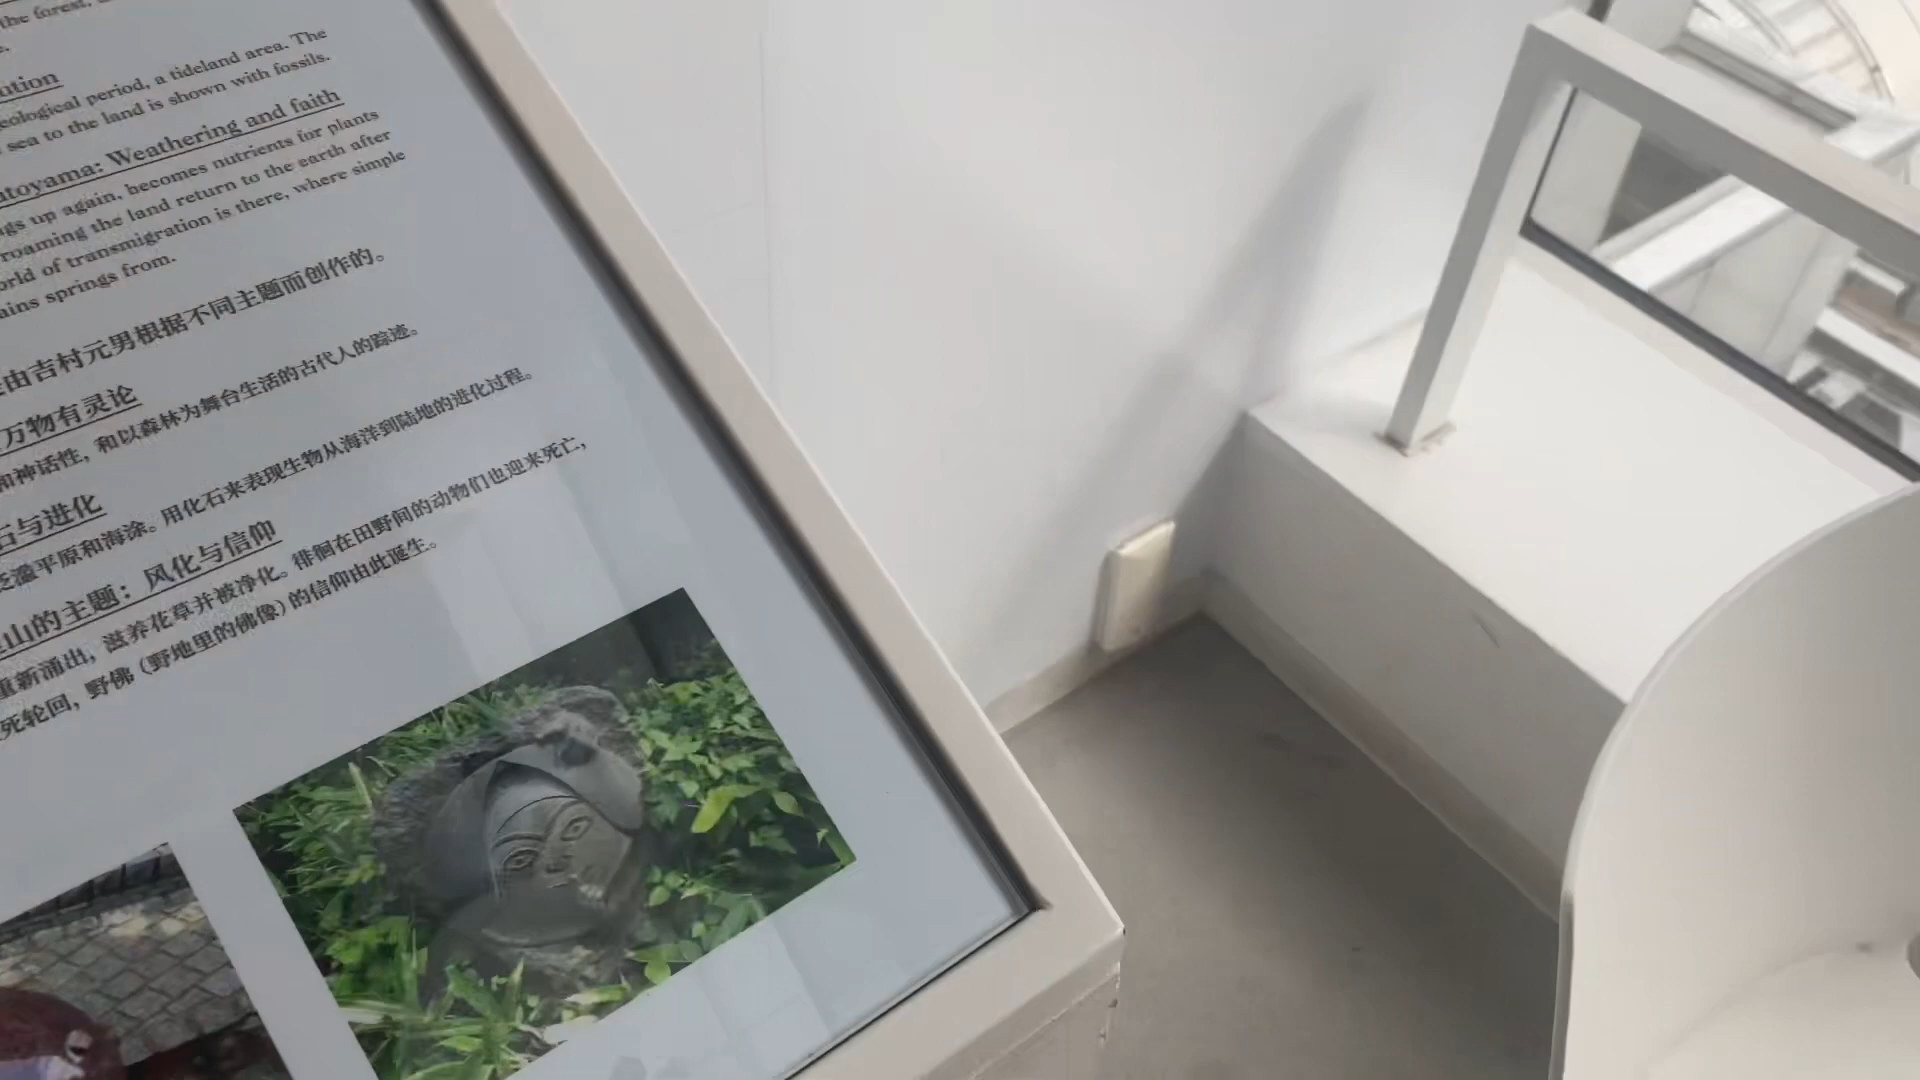 the forest,
ution
eological period, a tideland area. The
sea to the land is shown with fossils.
atoyama: Weathering and faith
ngs up again, becomes nutrients for plants
roaming the land return to the earth after
orld of transmigration is there, where simple
ains springs from.
由吉村元男根据不同主题而创作的。
万物有灵论
和神话性，和以森林为舞台生活的古代人的踪迹。
石与进化
泛滥平原和海涂。用化石来表现生物从海洋到陆地的进化过程。
山的主题：风化与信仰
重新涌出，滋养花草并被净化。徘徊在田野间的动物们也迎来死亡，
死轮回，野佛（野地里的佛像）的信仰由此诞生。